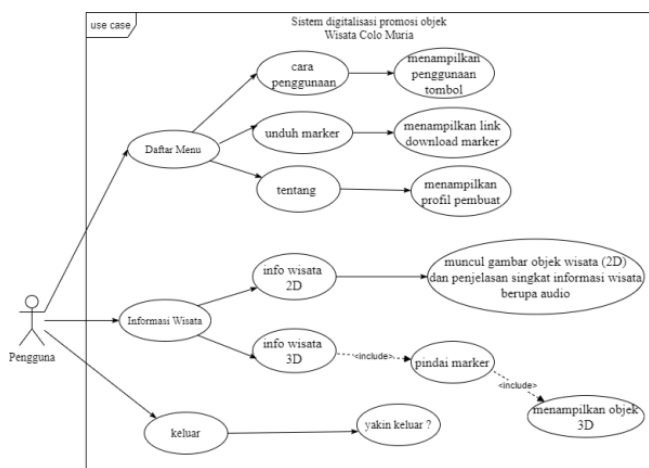 use case
Sistem digitalisasi promosi objek
Wisata Colo Muria
cara
penggunaan
menampilkan
penggunaan
tombol
Daftar Menu
unduh marker
menampilkan link
download marker
tentang
menampilkan
profil pembuat
info wisata
2D
muncul gambar objek wisata (2D)
dan penjelasan singkat informasi wisata
berupa audio
Pengguna
Informasi Wisata
info wisata
3D
<include>
pindai marker
<include>
menampilkan objek
3D
keluar
yakin keluar ?